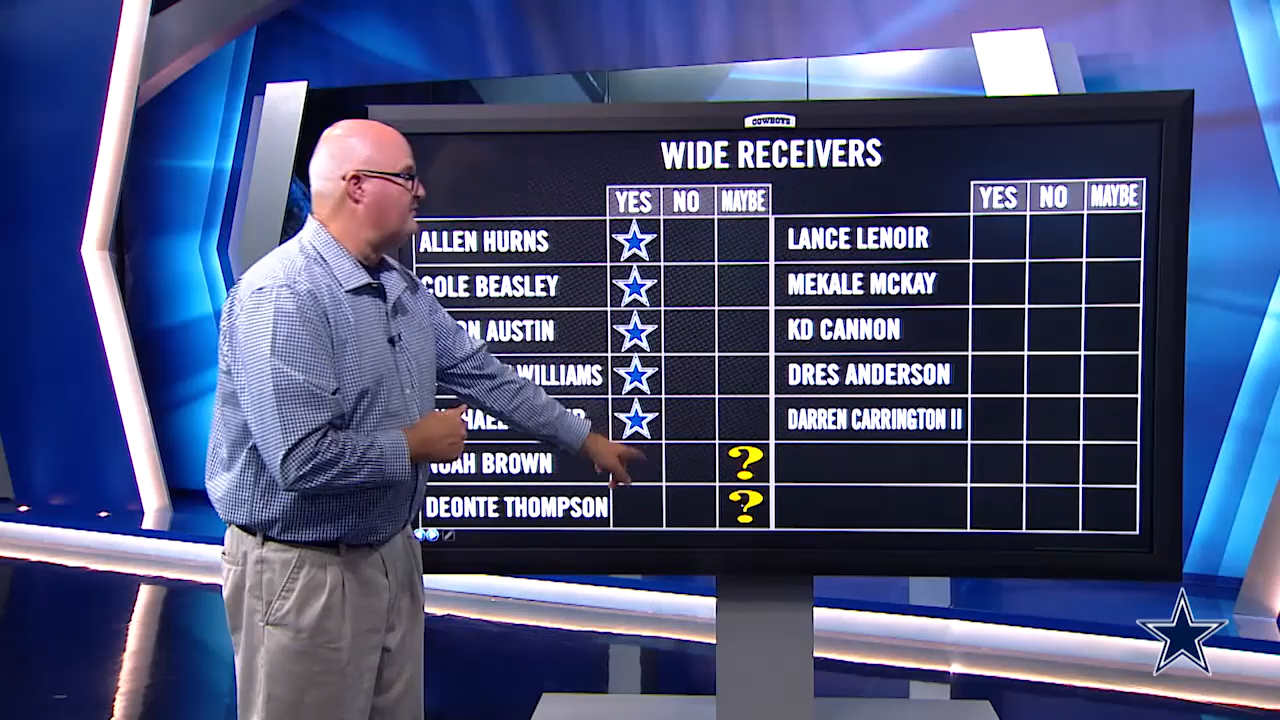 COWBOYS
WIDE RECEIVERS
YES NO MAYBE YES NO MAYBE
ALLEN HURNS LANCE LENOIR
COLE BEASLEY MEKALE MCKAY
AUSTIN KD CANNON
WILLIAMS DRES ANDERSON
DARREN CARRINGTON II
NOAH BROWN ?
DEONTE THOMPSON ?